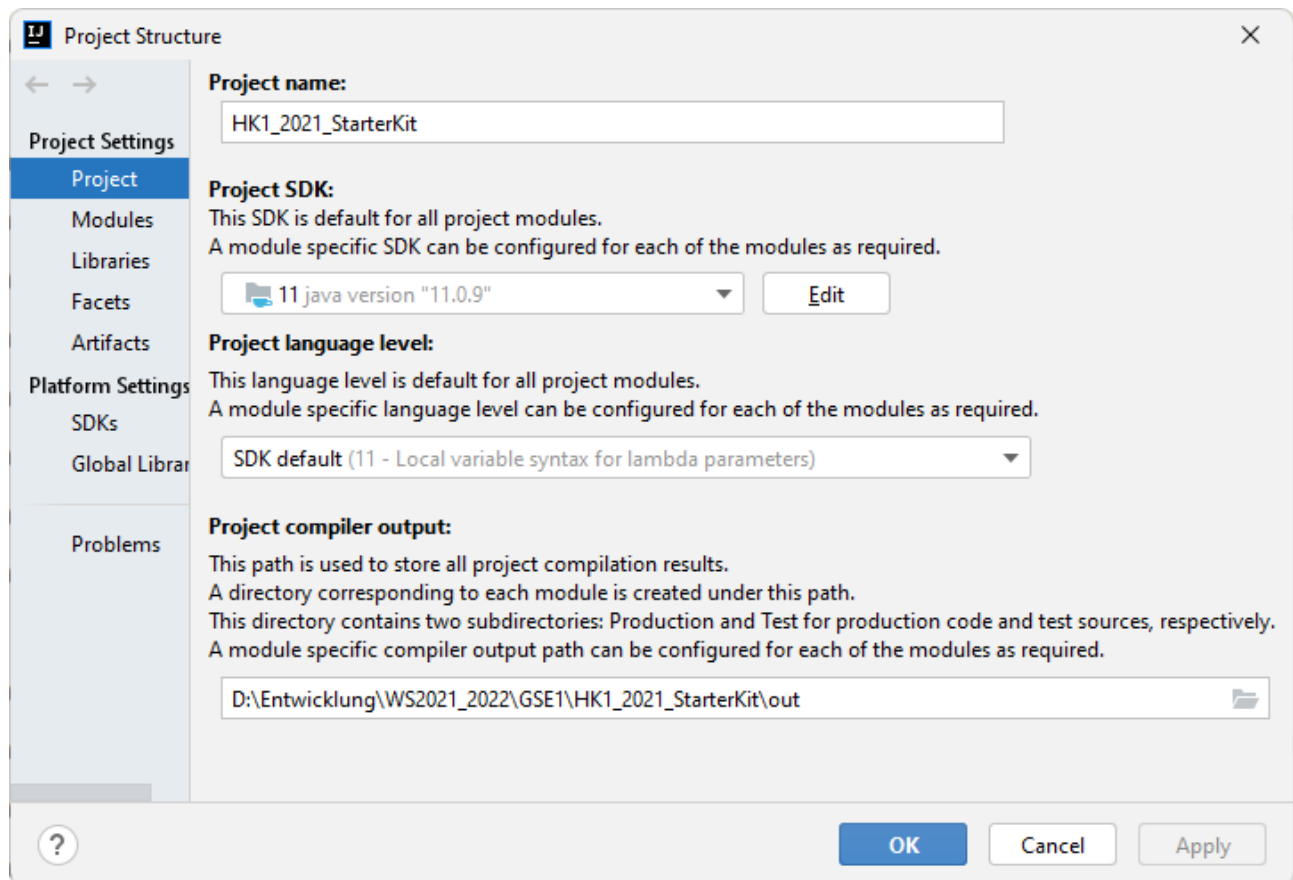 Project Structure
Project Settings
Project
Modules
Libraries
Facets
Artifacts
Platform Settings
SDKs
Global Librar
Problems
Project name:
HK1_2021_StarterKit
Project SDK:
This SDK is default for all project modules.
A module specific SDK can be configured for each of the modules as required.
11 java version "11.0.9"
Edit
Project language level:
This language level is default for all project modules.
A module specific language level can be configured for each of the modules as required.
SDK default (11 - Local variable syntax for lambda parameters)
Project compiler output:
This path is used to store all project compilation results.
A directory corresponding to each module is created under this path.
This directory contains two subdirectories: Production and Test for production code and test sources, respectively.
A module specific compiler output path can be configured for each of the modules as required.
D:\Entwicklung\WS2021_2022\GSE1\HK1_2021_StarterKit\out
?
OK
Cancel
Apply